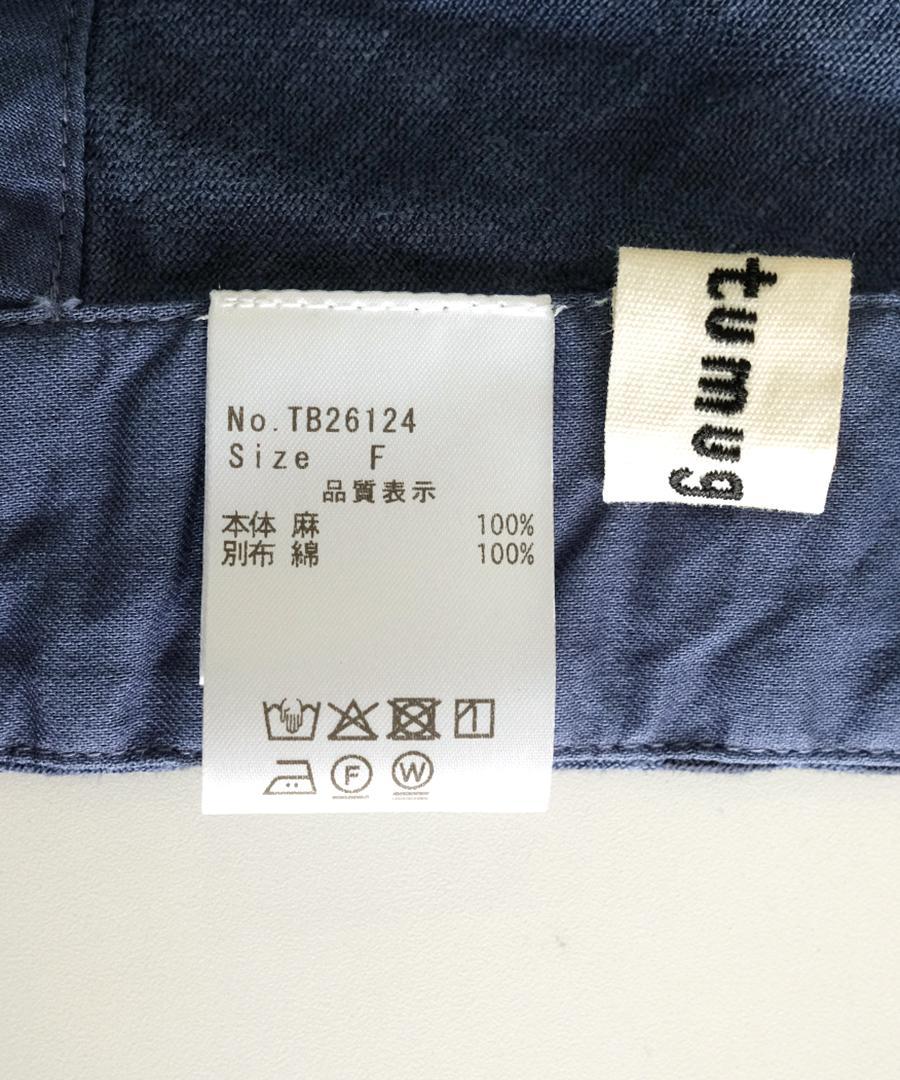 No.TB26124
Size F
品質表示
本体 麻 100%
別布 綿 100%
F
W
tumug